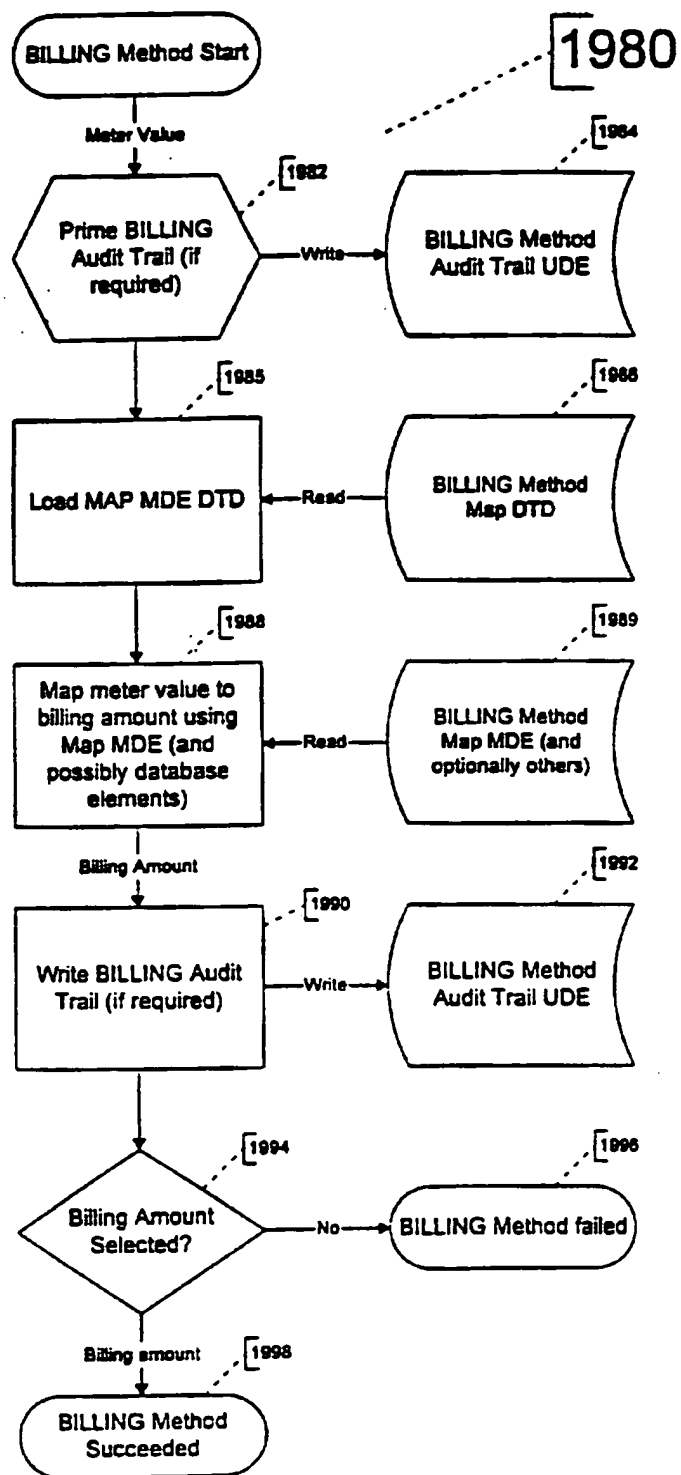 BILLING Method Start
1980
Meter Value
1982
1984
Prime BILLING
Audit Trail (if
required)
Write
BILLING Method
Audit Trail UDE
1985
1986
Load MAP MDE DTD
Read
BILLING Method
Map DTD
1988
1989
Map meter value to
billing amount using
Map MDE (and
possibly database
elements)
Read
BILLING Method
Map MDE (and
optionally others)
Billing Amount
1990
1992
Write BILLING Audit
Trail (if required)
Write
BILLING Method
Audit Trail UDE
1994
1996
Billing Amount
Selected?
No
BILLING Method failed
Billing amount
1998
BILLING Method
Succeeded